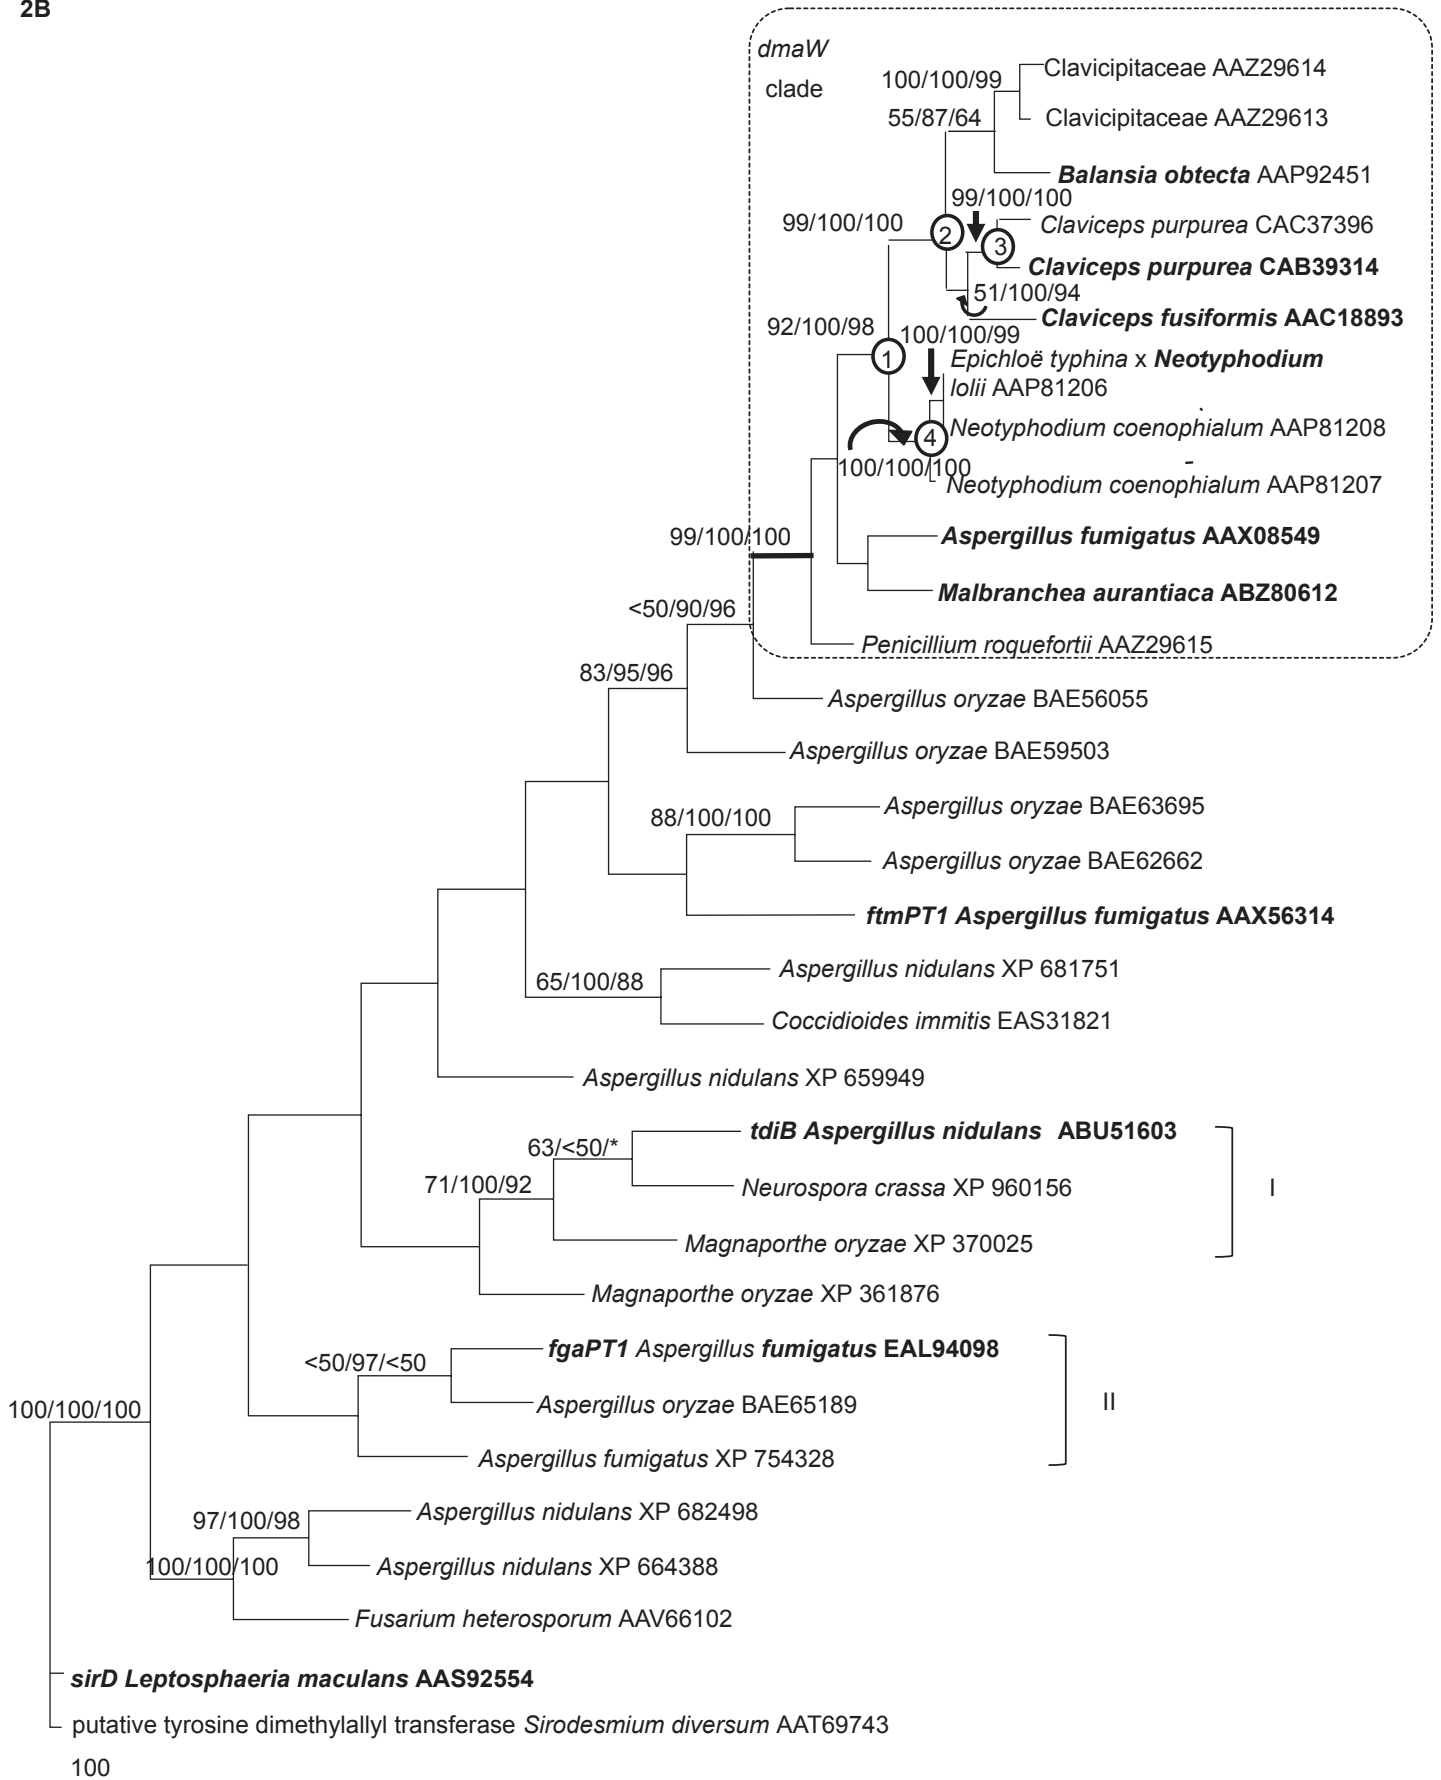 2B
dmaW
clade
Clavicipitaceae AAZ29614
100/100/99
55/87/64
Clavicipitaceae AAZ29613
Balansia obtecta AAP92451
99/100/100
99/100/100
2
Claviceps purpurea CAC37396
3
Claviceps purpurea CAB39314
51/100/94
Claviceps fusiformis AAC18893
92/100/98
100/100/99
1
Epichloë typhina x Neotyphodium
lolii AAP81206
4
Neotyphodium coenophialum AAP81208
100/100/100
Neotyphodium coenophialum AAP81207
99/100/100
Aspergillus fumigatus AAX08549
Malbranchea aurantiaca ABZ80612
<50/90/96
Penicillium roquefortii AAZ29615
83/95/96
Aspergillus oryzae BAE56055
Aspergillus oryzae BAE59503
88/100/100
Aspergillus oryzae BAE63695
Aspergillus oryzae BAE62662
ftmPT1 Aspergillus fumigatus AAX56314
65/100/88
Aspergillus nidulans XP 681751
Coccidioides immitis EAS31821
Aspergillus nidulans XP 659949
63/<50/*
tdiB Aspergillus nidulans ABU51603
71/100/92
Neurospora crassa XP 960156
I
Magnaporthe oryzae XP 370025
Magnaporthe oryzae XP 361876
<50/97/<50
fgaPT1 Aspergillus fumigatus EAL94098
Aspergillus oryzae BAE65189
II
100/100/100
Aspergillus fumigatus XP 754328
97/100/98
Aspergillus nidulans XP 682498
100/100/100
Aspergillus nidulans XP 664388
Fusarium heterosporum AAV66102
sirD Leptosphaeria maculans AAS92554
putative tyrosine dimethylallyl transferase Sirodesmium diversum AAT69743
100